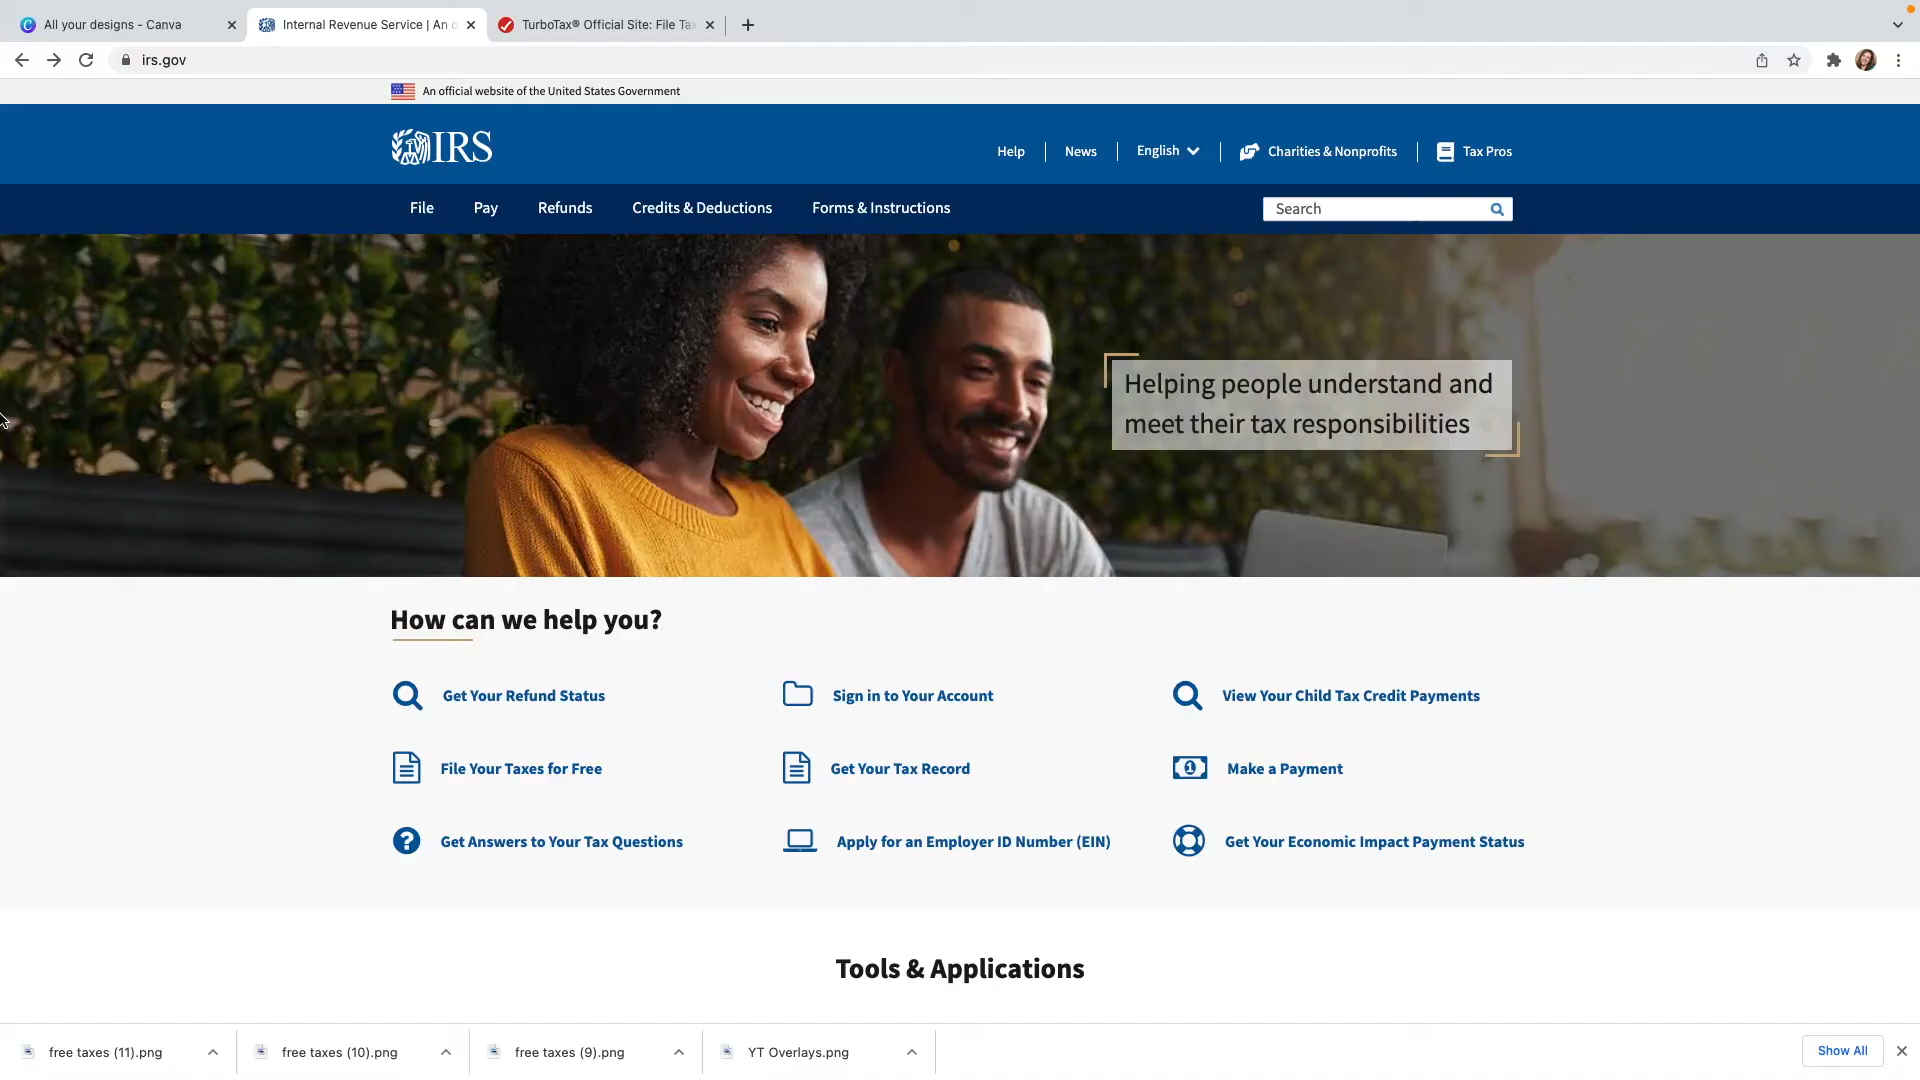 All your designs - Canva
Internal Revenue Service | An o
TurboTax® Official Site: File Ta
irs.gov
An official website of the United States Government
IRS
Help
News
English
Charities & Nonprofits
Tax Pros
File
Pay
Refunds
Credits & Deductions
Forms & Instructions
Search
Helping people understand and
meet their tax responsibilities
How can we help you?
Get Your Refund Status
Sign in to Your Account
View Your Child Tax Credit Payments
File Your Taxes for Free
Get Your Tax Record
Make a Payment
Get Answers to Your Tax Questions
Apply for an Employer ID Number (EIN)
Get Your Economic Impact Payment Status
Tools & Applications
free taxes (11).png
free taxes (10).png
free taxes (9).png
YT Overlays.png
Show All